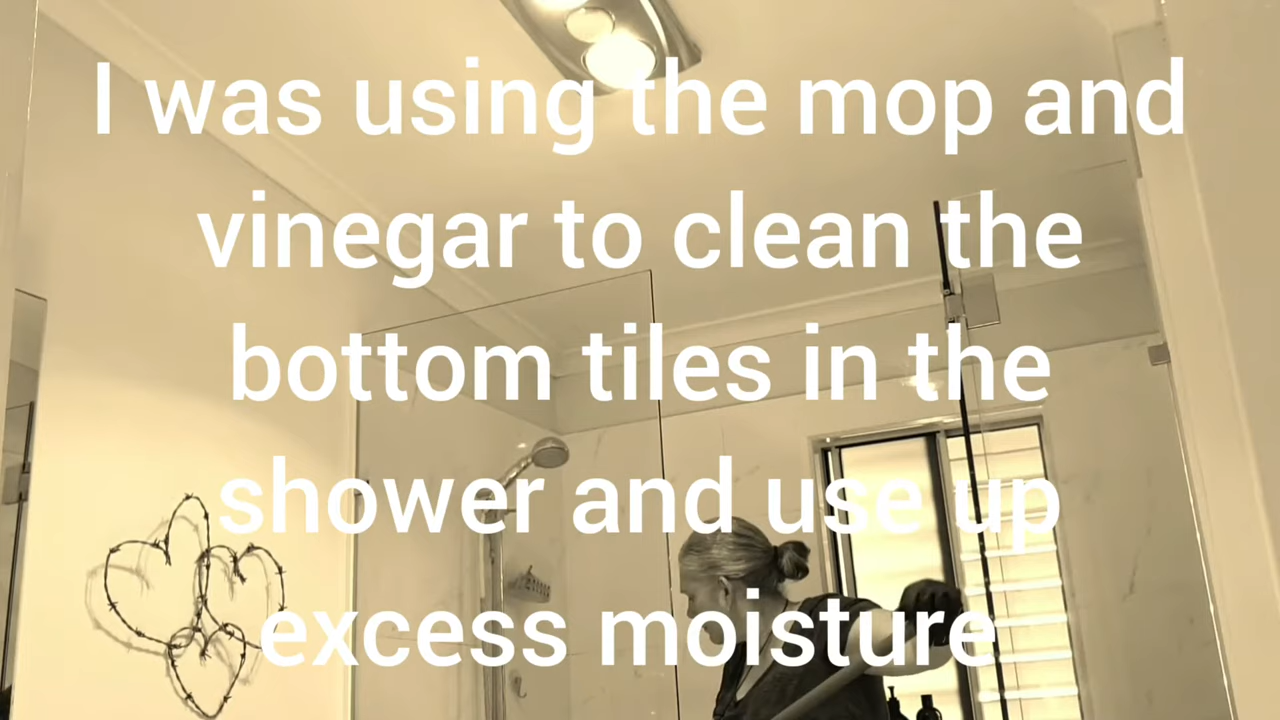 I was using the mop and
vinegar to clean the
bottom tiles in the
shower and use up
excess moisture